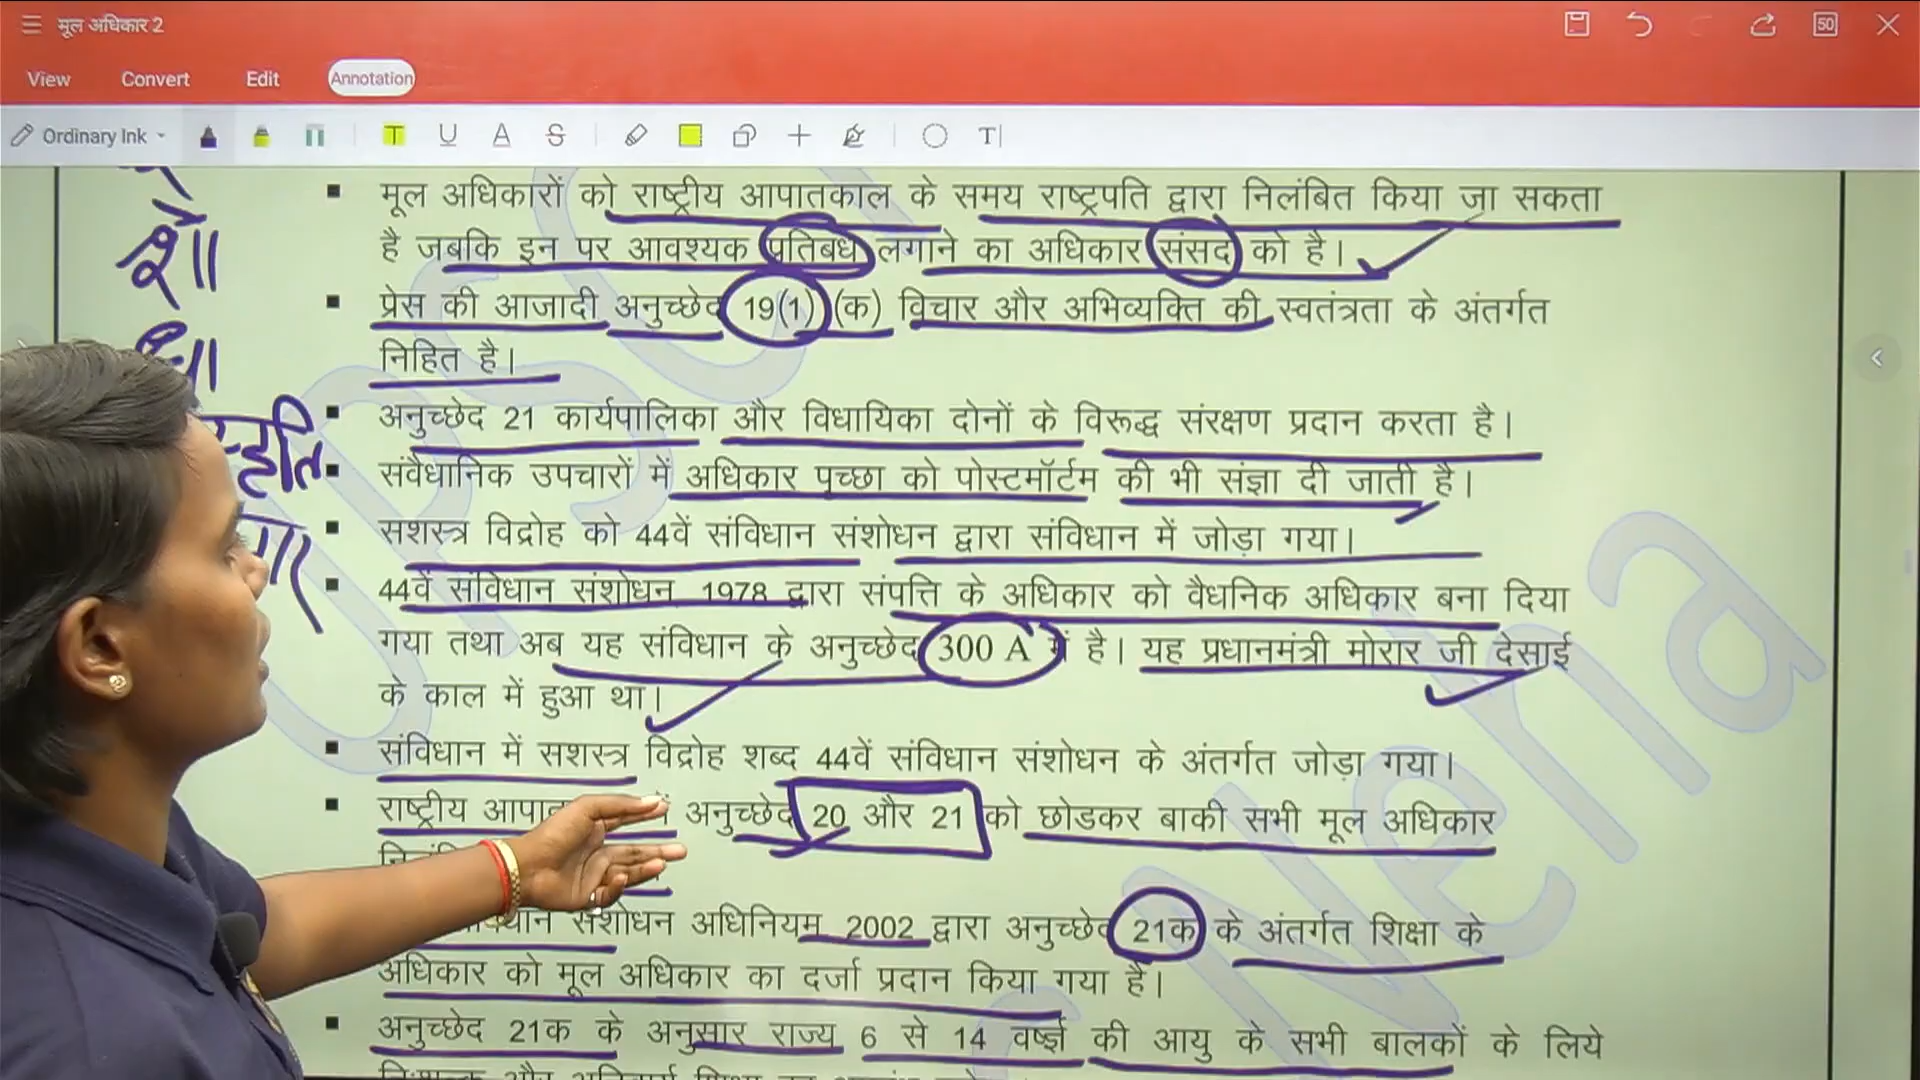 मूल अधिकार 2
50
View Convert Edit Annotation
Ordinary Ink
मूल अधिकारों को राष्ट्रीय आपातकाल के समय राष्ट्रपति द्वारा निलंबित किया जा सकता
है जबकि इन पर आवश्यक प्रतिबंध लगाने का अधिकार संसद को है।
प्रेस की आजादी अनुच्छेद 19(1) (क) विचार और अभिव्यक्ति की स्वतंत्रता के अंतर्गत
निहित है।
अनुच्छेद 21 कार्यपालिका और विधायिका दोनों के विरूद्ध संरक्षण प्रदान करता है।
संवैधानिक उपचारों में अधिकार पृच्छा को पोस्टमॉर्टम की भी संज्ञा दी जाती है।
सशस्त्र विद्रोह को 44वें संविधान संशोधन द्वारा संविधान में जोड़ा गया।
44वें संविधान संशोधन 1978 द्वारा संपत्ति के अधिकार को वैधनिक अधिकार बना दिया
गया तथा अब यह संविधान के अनुच्छेद 300 A में है। यह प्रधानमंत्री मोरार जी देसाई
के काल में हुआ था।
संविधान में सशस्त्र विद्रोह शब्द 44वें संविधान संशोधन के अंतर्गत जोड़ा गया।
राष्ट्रीय अनुच्छेद 20 और 21 को छोडकर बाकी सभी मूल अधिकार
संशोधन अधिनियम 2002 द्वारा अनुच्छेद 21क के अंतर्गत शिक्षा के
अधिकार को मूल अधिकार का दर्जा प्रदान किया गया है।
अनुच्छेद 21क के अनुसार राज्य 6 से 14 की आयु के सभी बालकों के लिये